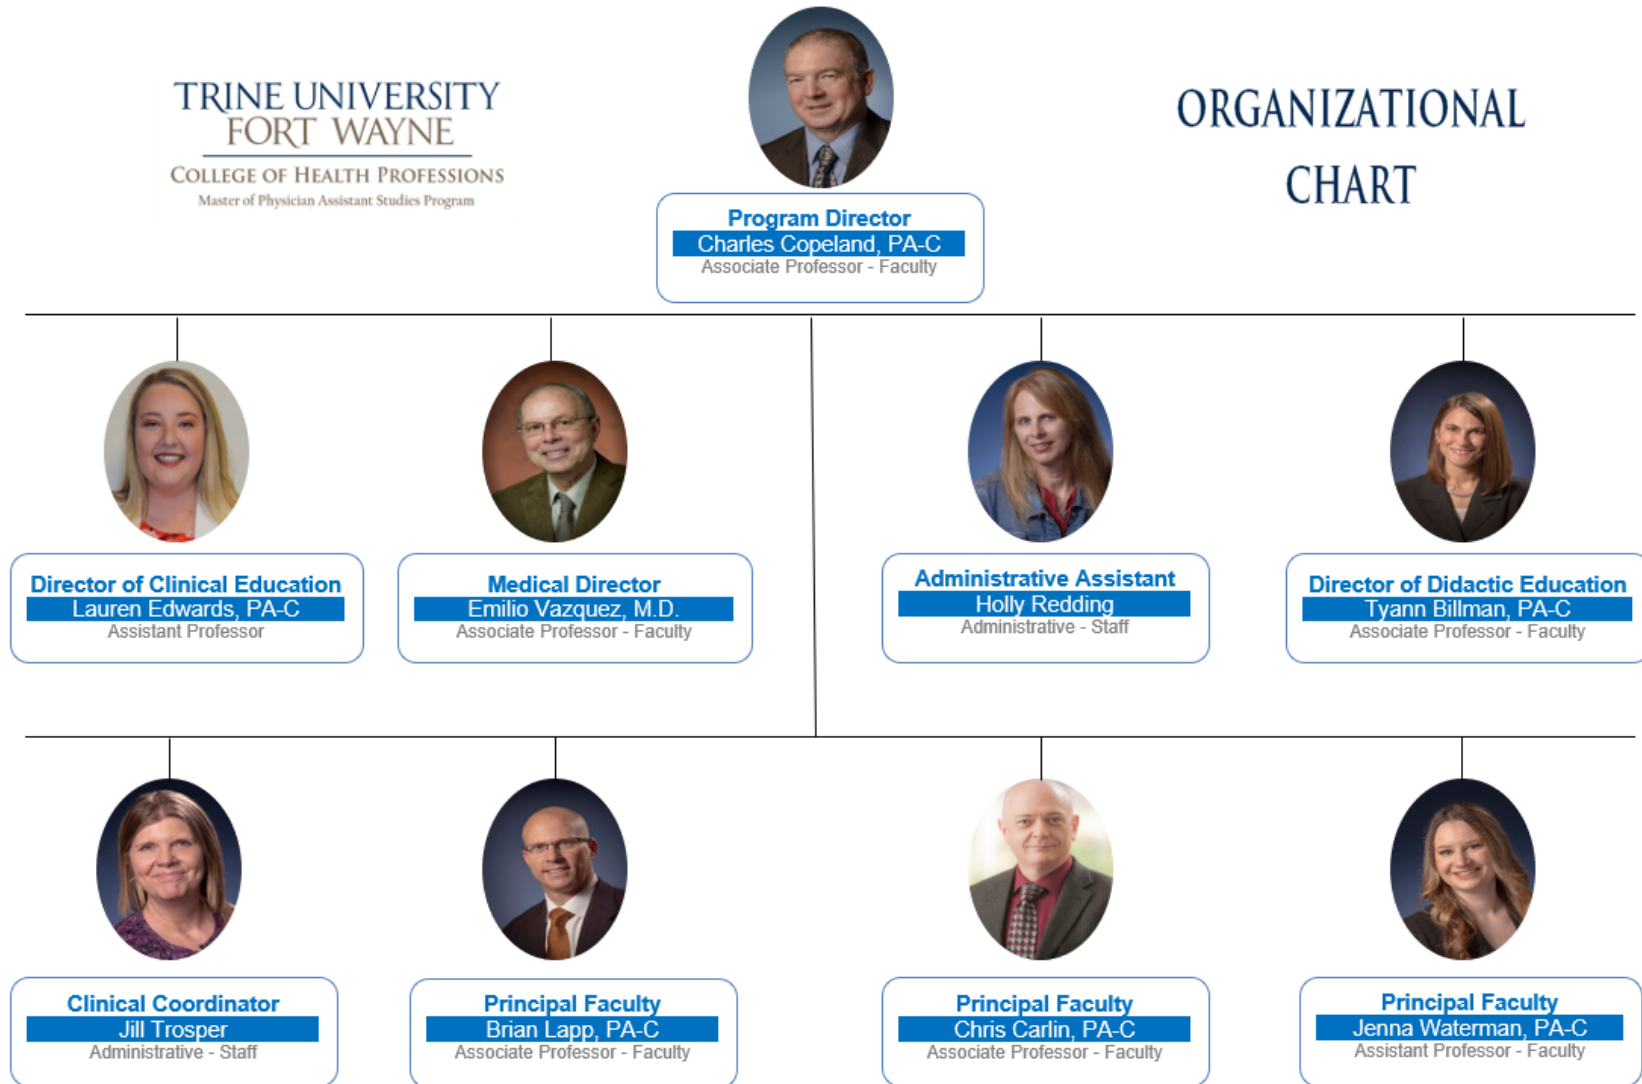 TRINE UNIVERSITY
FORT WAYNE
COLLEGE OF HEALTH PROFESSIONS
Master of Physician Assistant Studies Program
ORGANIZATIONAL
CHART
Program Director
Charles Copeland, PA-C
Associate Professor - Faculty
Director of Clinical Education
Lauren Edwards, PA-C
Assistant Professor
Medical Director
Emilio Vazquez, M.D.
Associate Professor - Faculty
Administrative Assistant
Holly Redding
Administrative - Staff
Director of Didactic Education
Tyann Billman, PA-C
Associate Professor - Faculty
Clinical Coordinator
Jill Trosper
Administrative - Staff
Principal Faculty
Brian Lapp, PA-C
Associate Professor - Faculty
Principal Faculty
Chris Carlin, PA-C
Associate Professor - Faculty
Principal Faculty
Jenna Waterman, PA-C
Assistant Professor - Faculty